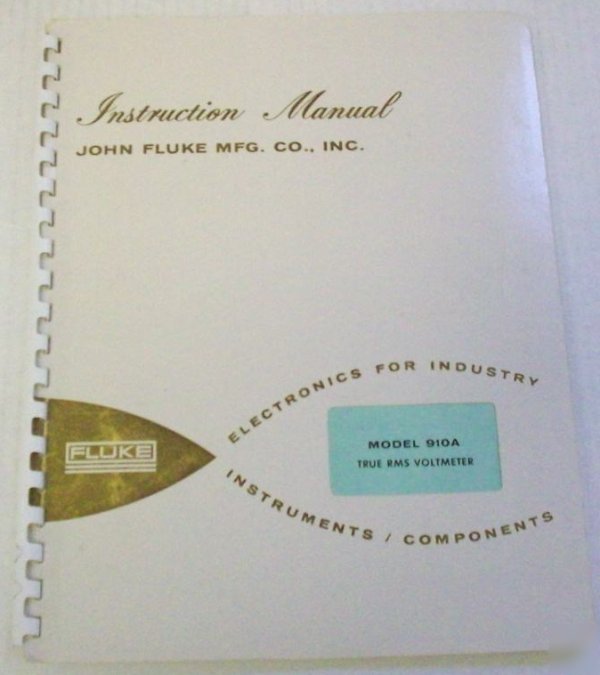 Instruction Manual
JOHN FLUKE MFG. CO., INC.
ELECTRONICS FOR INDUSTRY
MODEL 910A
TRUE RMS VOLTMETER
FLUKE
INSTRUMENTS / COMPONENTS